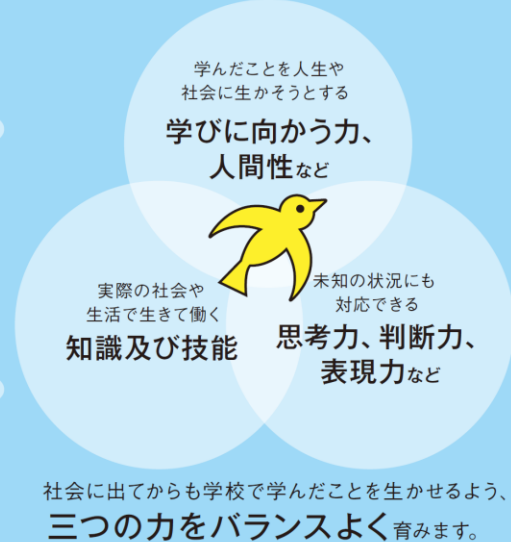 学んだことを人生や
社会に生かそうとする
学びに向かう力、
人間性など
実際の社会や
生活で生きて働く
知識及び技能
未知の状況にも
対応できる
思考力、判断力、
表現力など
社会に出てからも学校で学んだことを生かせるよう、
三つの力をバランスよく育みます。